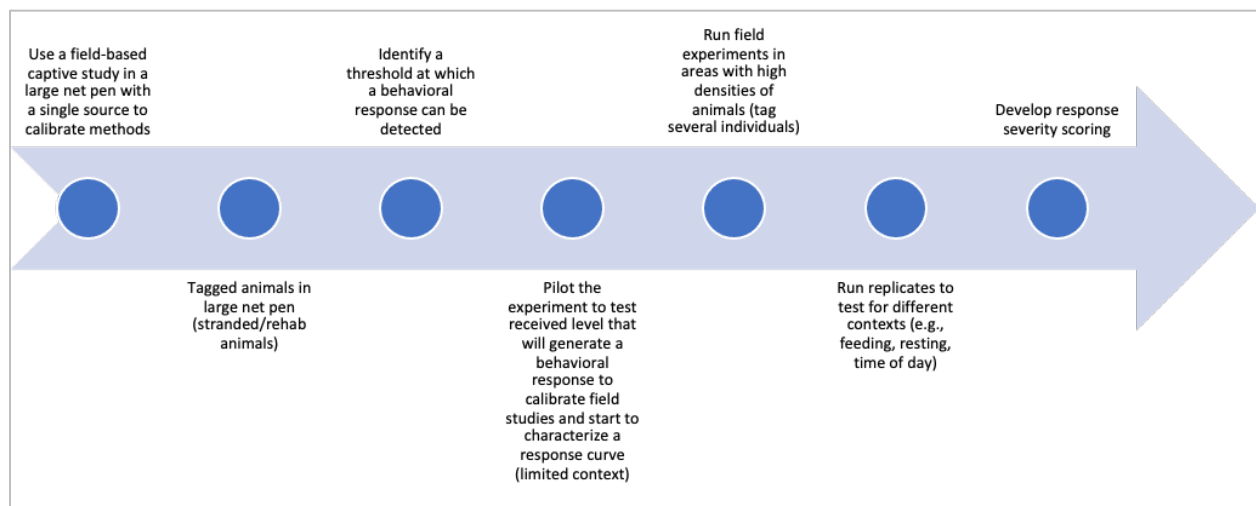 Use a field-based
captive study in a
large net pen with
a single source to
calibrate methods
Tagged animals in
large net pen
(stranded/rehab
animals)
Identify a
threshold at which
a behavioral
response can be
detected
Pilot the
experiment to test
received level that
will generate a
behavioral
response to
calibrate field
studies and start to
characterize a
response curve
(limited context)
Run field
experiments in
areas with high
densities of
animals (tag
several individuals)
Run replicates to
test for different
contexts (e.g.,
feeding, resting,
time of day)
Develop response
severity scoring